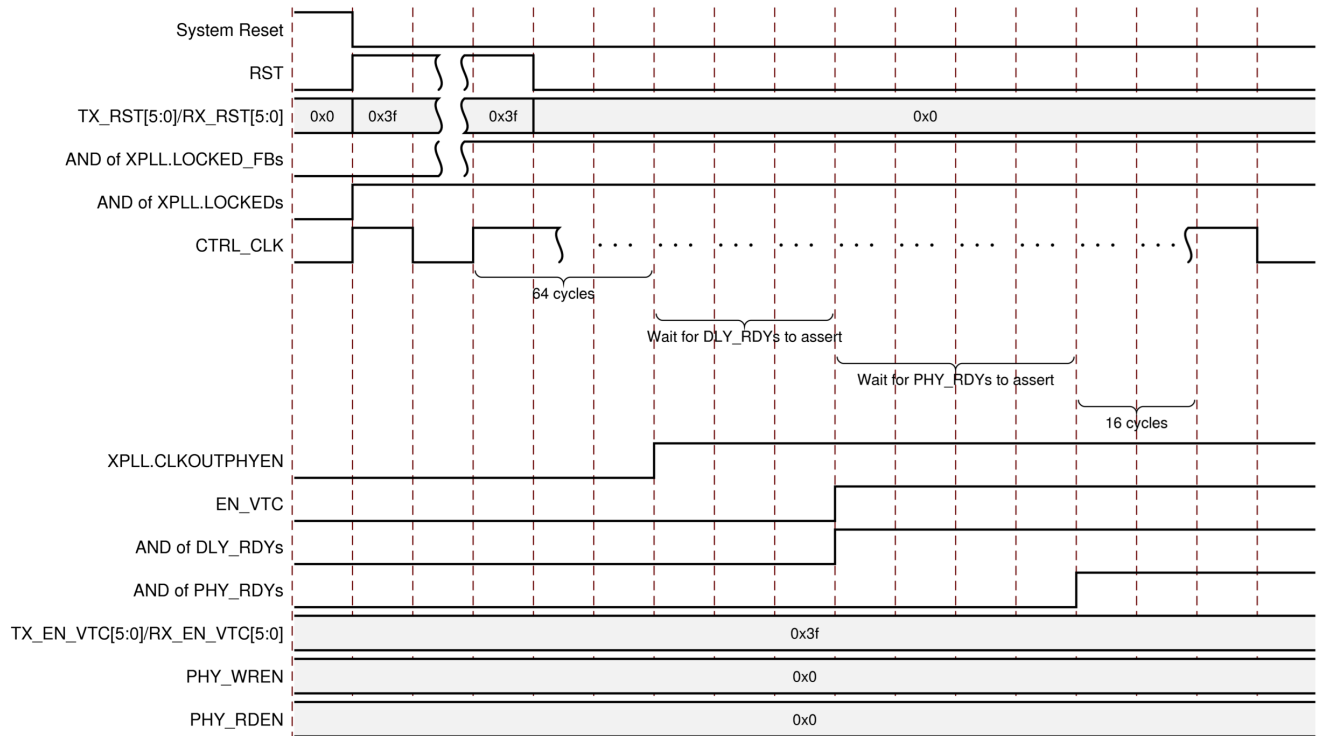 System Reset
RST
TX_RST[5:0]/RX_RST[5:0] 0x0 0x3f 0x3f 0x0
AND of XPLL.LOCKED_FBs
AND of XPLL.LOCKEDs
CTRL_CLK
64 cycles
Wait for DLY_RDYs to assert
Wait for PHY_RDYs to assert
16 cycles
XPLL.CLKOUTPHYEN
EN_VTC
AND of DLY_RDYs
AND of PHY_RDYs
TX_EN_VTC[5:0]/RX_EN_VTC[5:0] 0x3f
PHY_WREN 0x0
PHY_RDEN 0x0